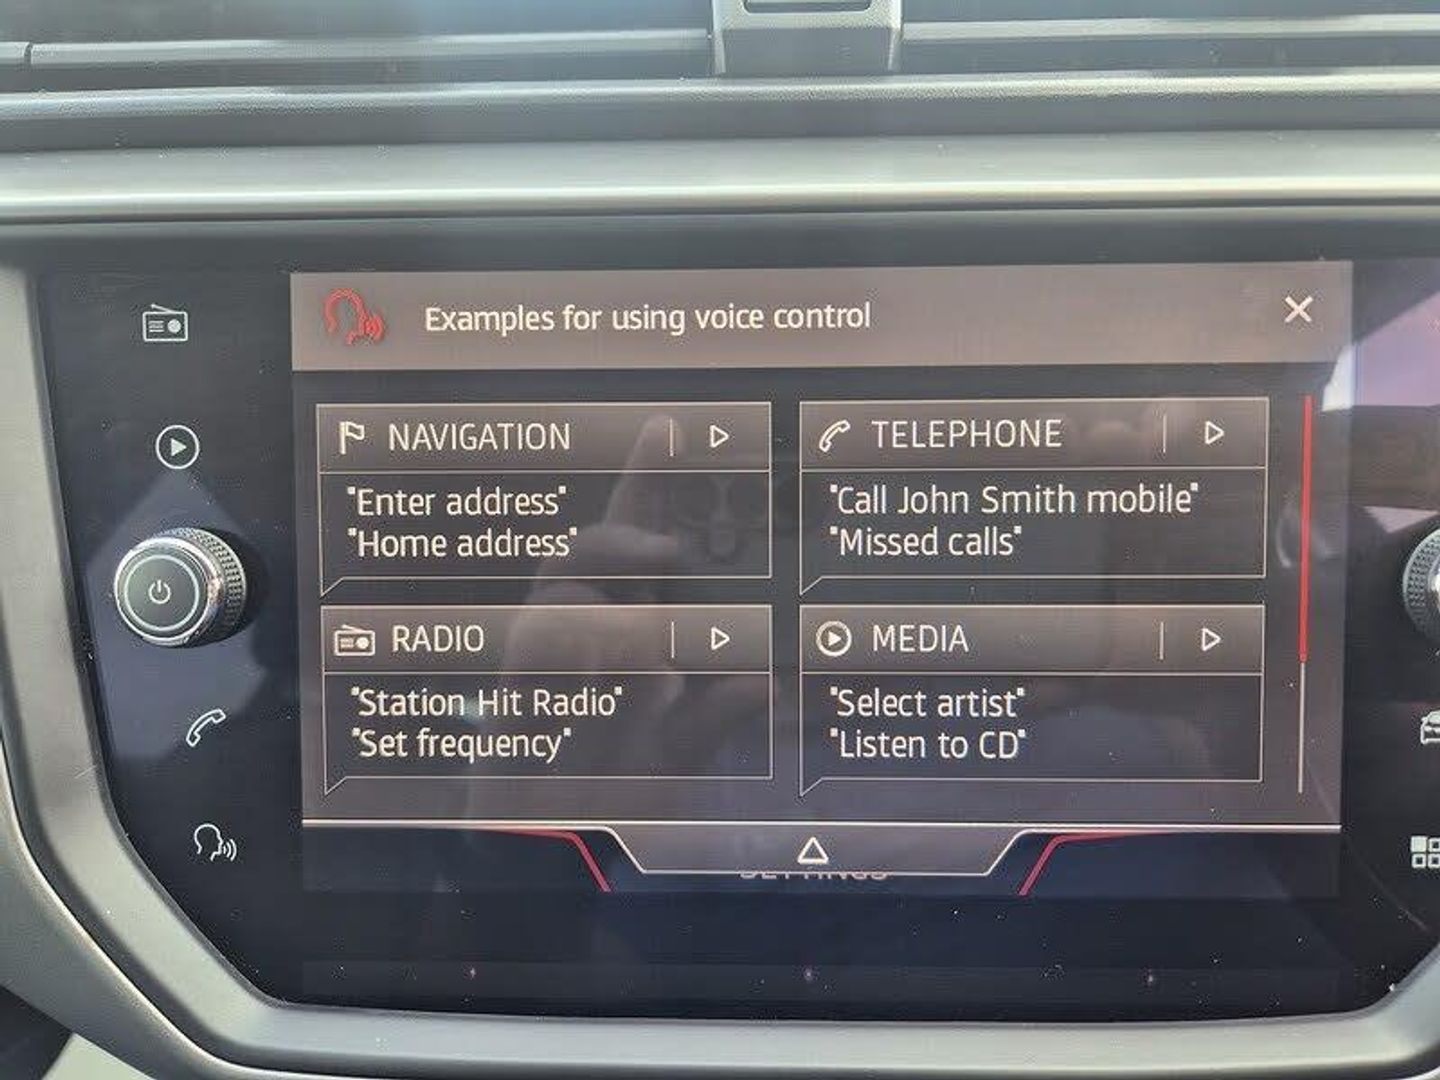 Examples for using voice control
NAVIGATION
"Enter address"
"Home address"
TELEPHONE
"Call John Smith mobile"
"Missed calls"
RADIO
"Station Hit Radio"
"Set frequency"
MEDIA
"Select artist"
"Listen to CD"
SETTINGS